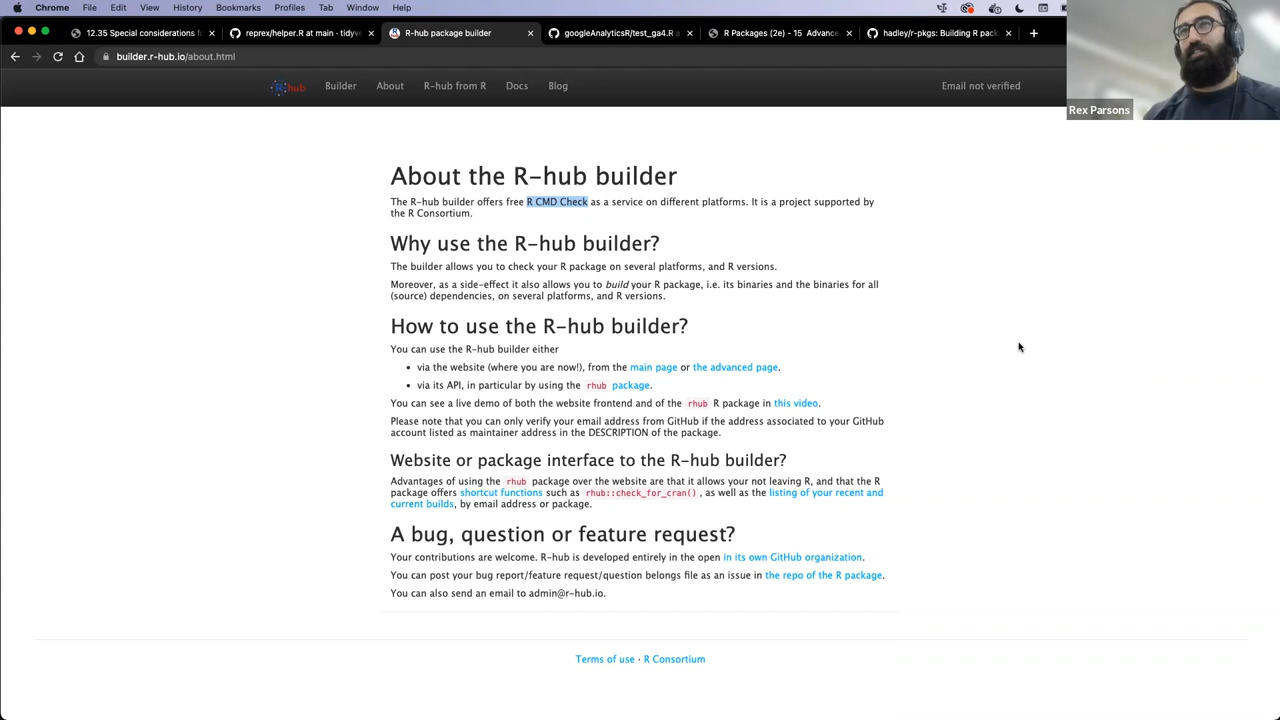 Chrome File Edit View History Bookmarks Profiles Tab Window Help
12.35 Special considerations f
reprex/helper.R at main · tidyve
R-hub package builder
googleAnalyticsR/test_ga4.R a
R Packages (2e) - 15 Advance
hadley/r-pkgs: Building R pack
builder.r-hub.io/about.html
Rhub Builder About R-hub from R Docs Blog Email not verified
Rex Parsons
About the R-hub builder
The R-hub builder offers free R CMD Check as a service on different platforms. It is a project supported by
the R Consortium.
Why use the R-hub builder?
The builder allows you to check your R package on several platforms, and R versions.
Moreover, as a side-effect it also allows you to build your R package, i.e. its binaries and the binaries for all
(source) dependencies, on several platforms, and R versions.
How to use the R-hub builder?
You can use the R-hub builder either
• via the website (where you are now!), from the main page or the advanced page.
• via its API, in particular by using the rhub package.
You can see a live demo of both the website frontend and of the rhub R package in this video.
Please note that you can only verify your email address from GitHub if the address associated to your GitHub
account listed as maintainer address in the DESCRIPTION of the package.
Website or package interface to the R-hub builder?
Advantages of using the rhub package over the website are that it allows your not leaving R, and that the R
package offers shortcut functions such as rhub::check_for_cran(), as well as the listing of your recent and
current builds, by email address or package.
A bug, question or feature request?
Your contributions are welcome. R-hub is developed entirely in the open in its own GitHub organization.
You can post your bug report/feature request/question belongs file as an issue in the repo of the R package.
You can also send an email to admin@r-hub.io.
Terms of use · R Consortium